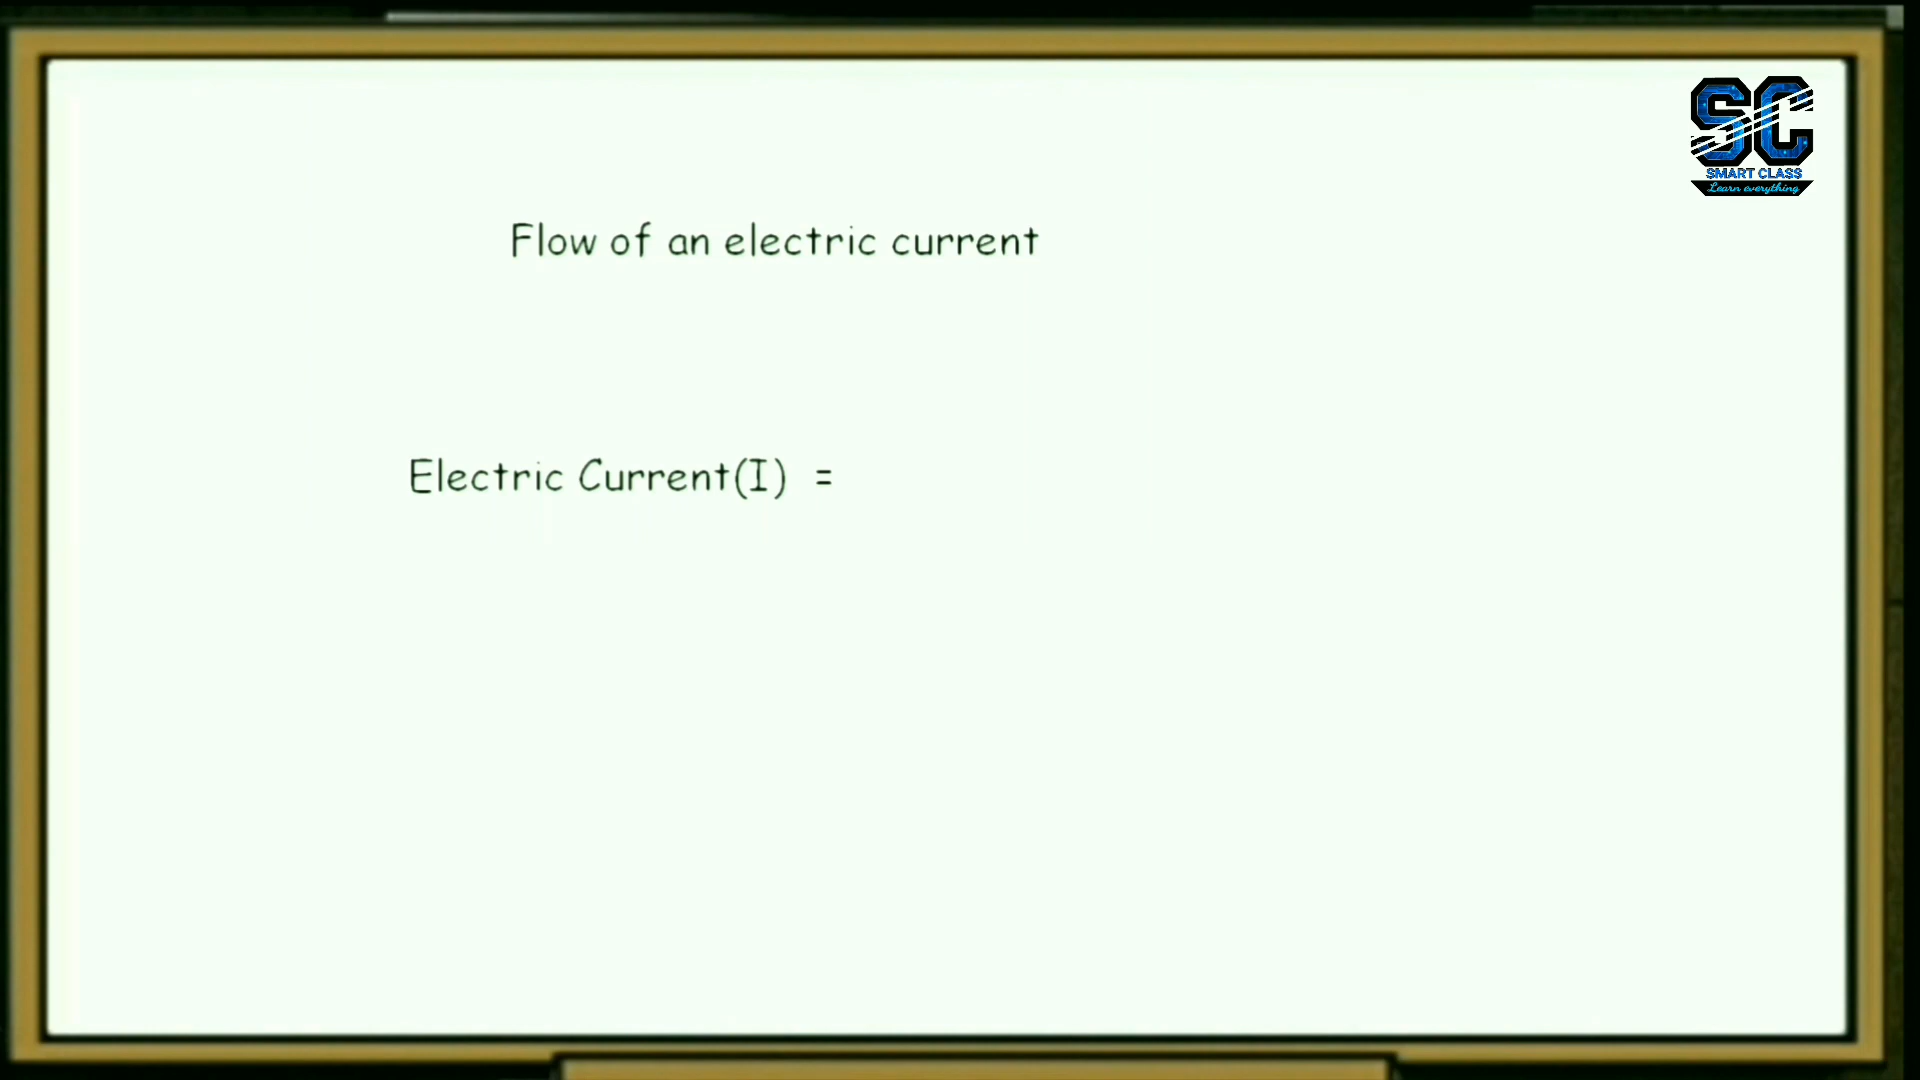 SC
SMART CLASS
Learn everything
Flow of an electric current
Electric Current(I) =